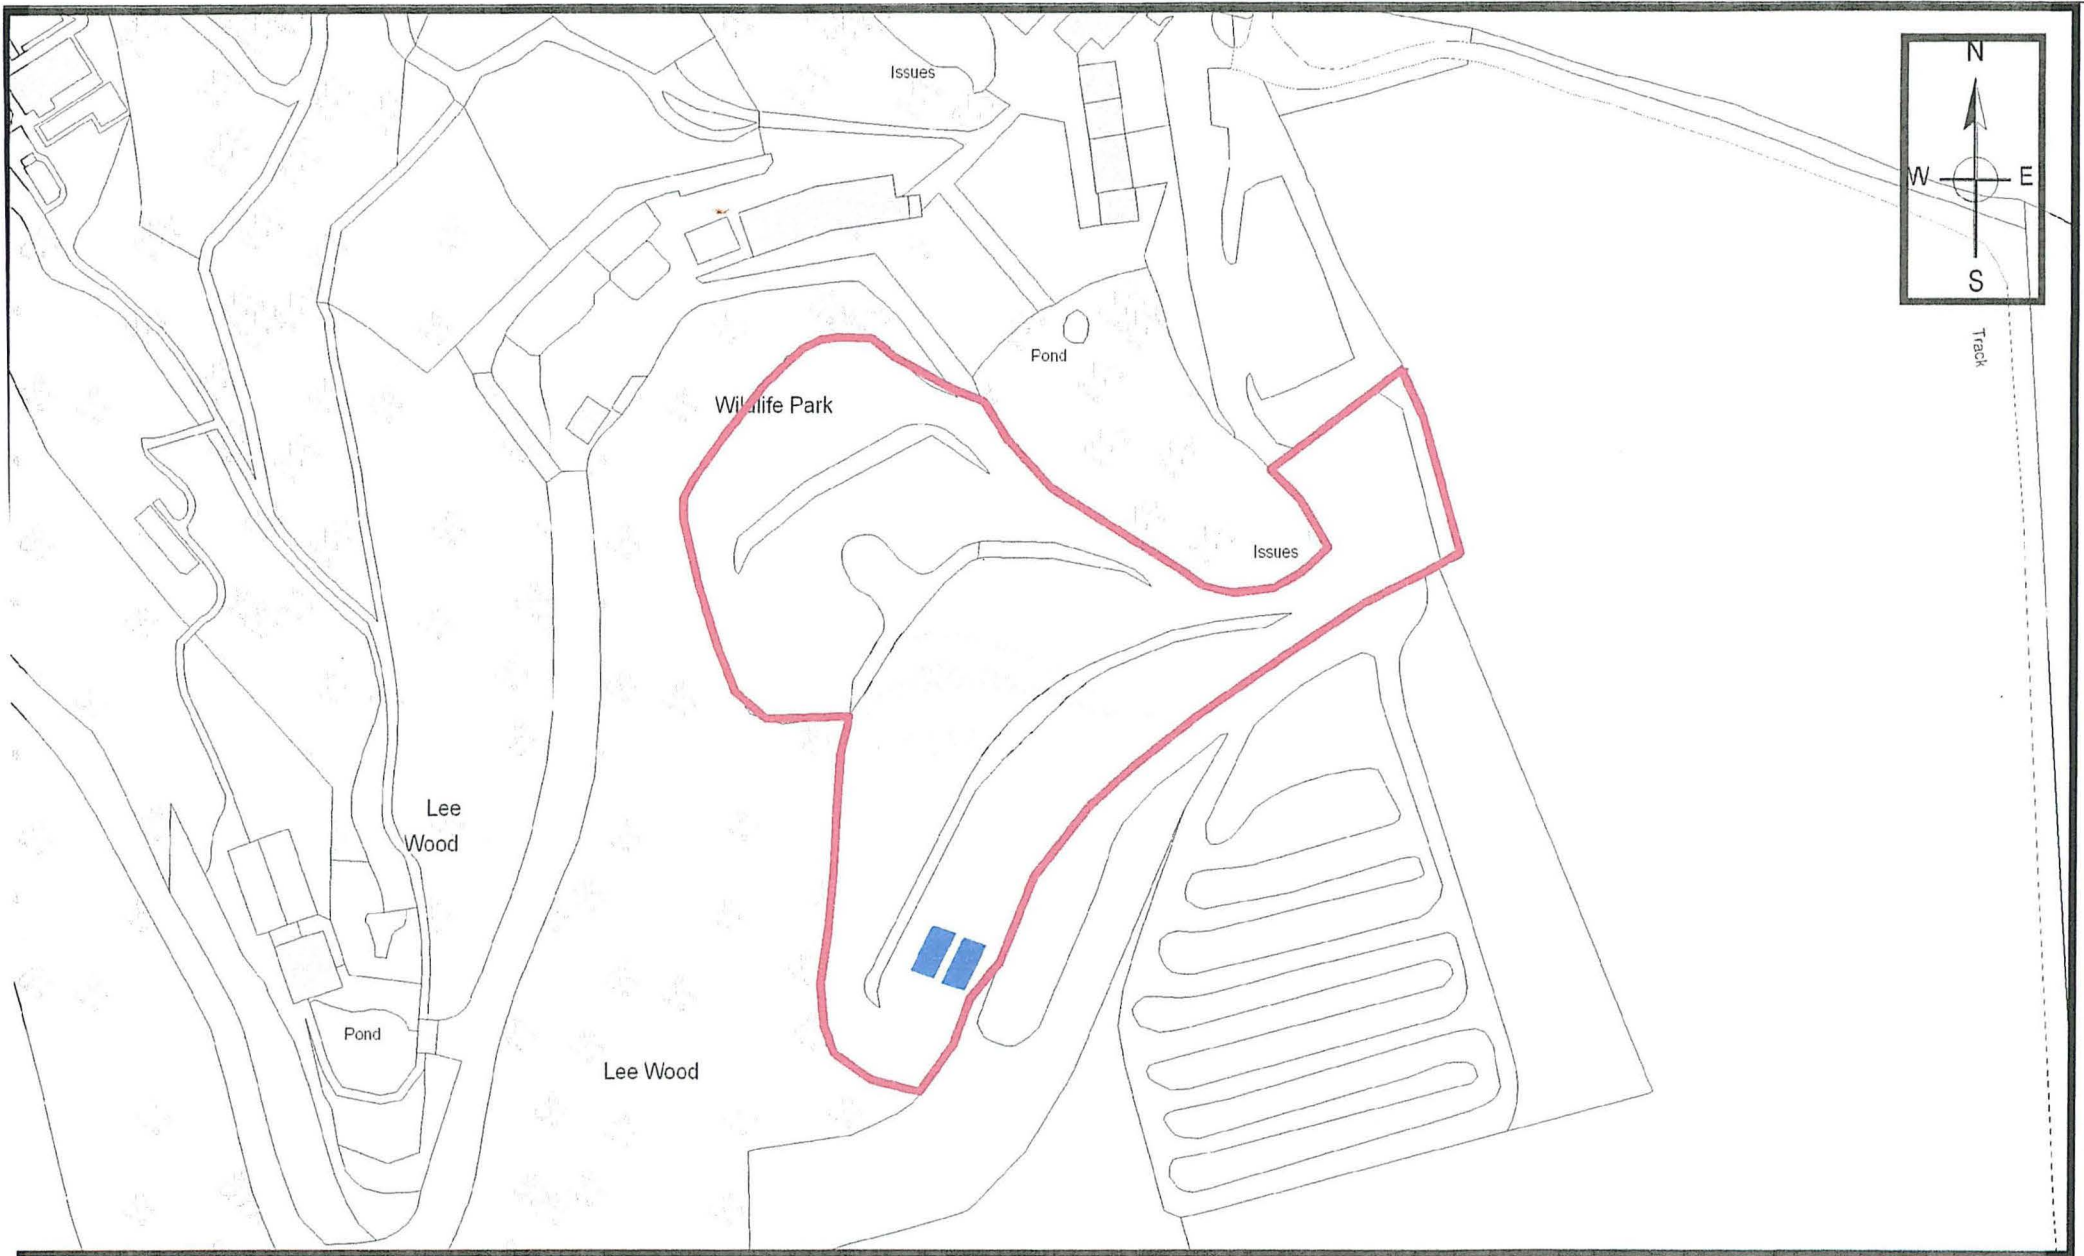 Issues
N
W E
S
Track
Pond
Wildlife Park
Issues
Lee
Wood
Pond
Lee Wood